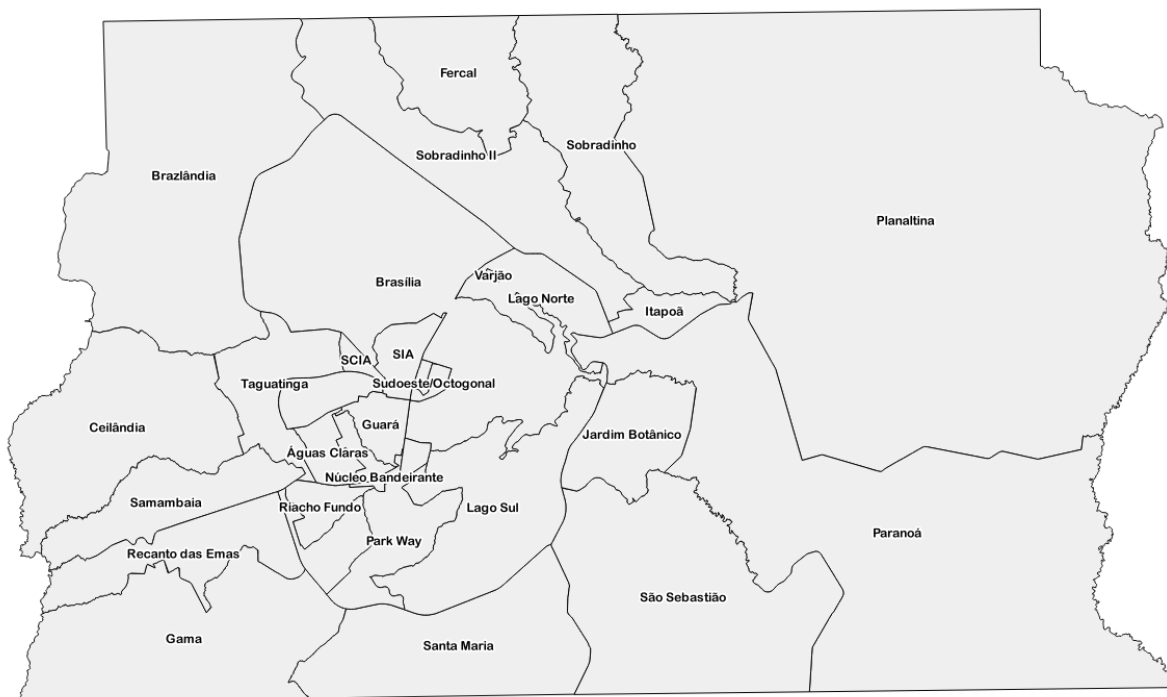 Fercal
Sobradinho
Sobradinho II
Brazlândia
Planaltina
Varjão
Brasília
Lago Norte
Itapoã
SIA
SCIA
Taguatinga
Sudoeste/Octogonal
Guará
Ceilândia
Jardim Botânico
Águas Clãras
Núcleo Bandeirante
Samambaia
Riacho Fundo
Lago Sul
Paranoá
Park Way
Recanto das Emas
São Sebastião
Gama
Santa Maria